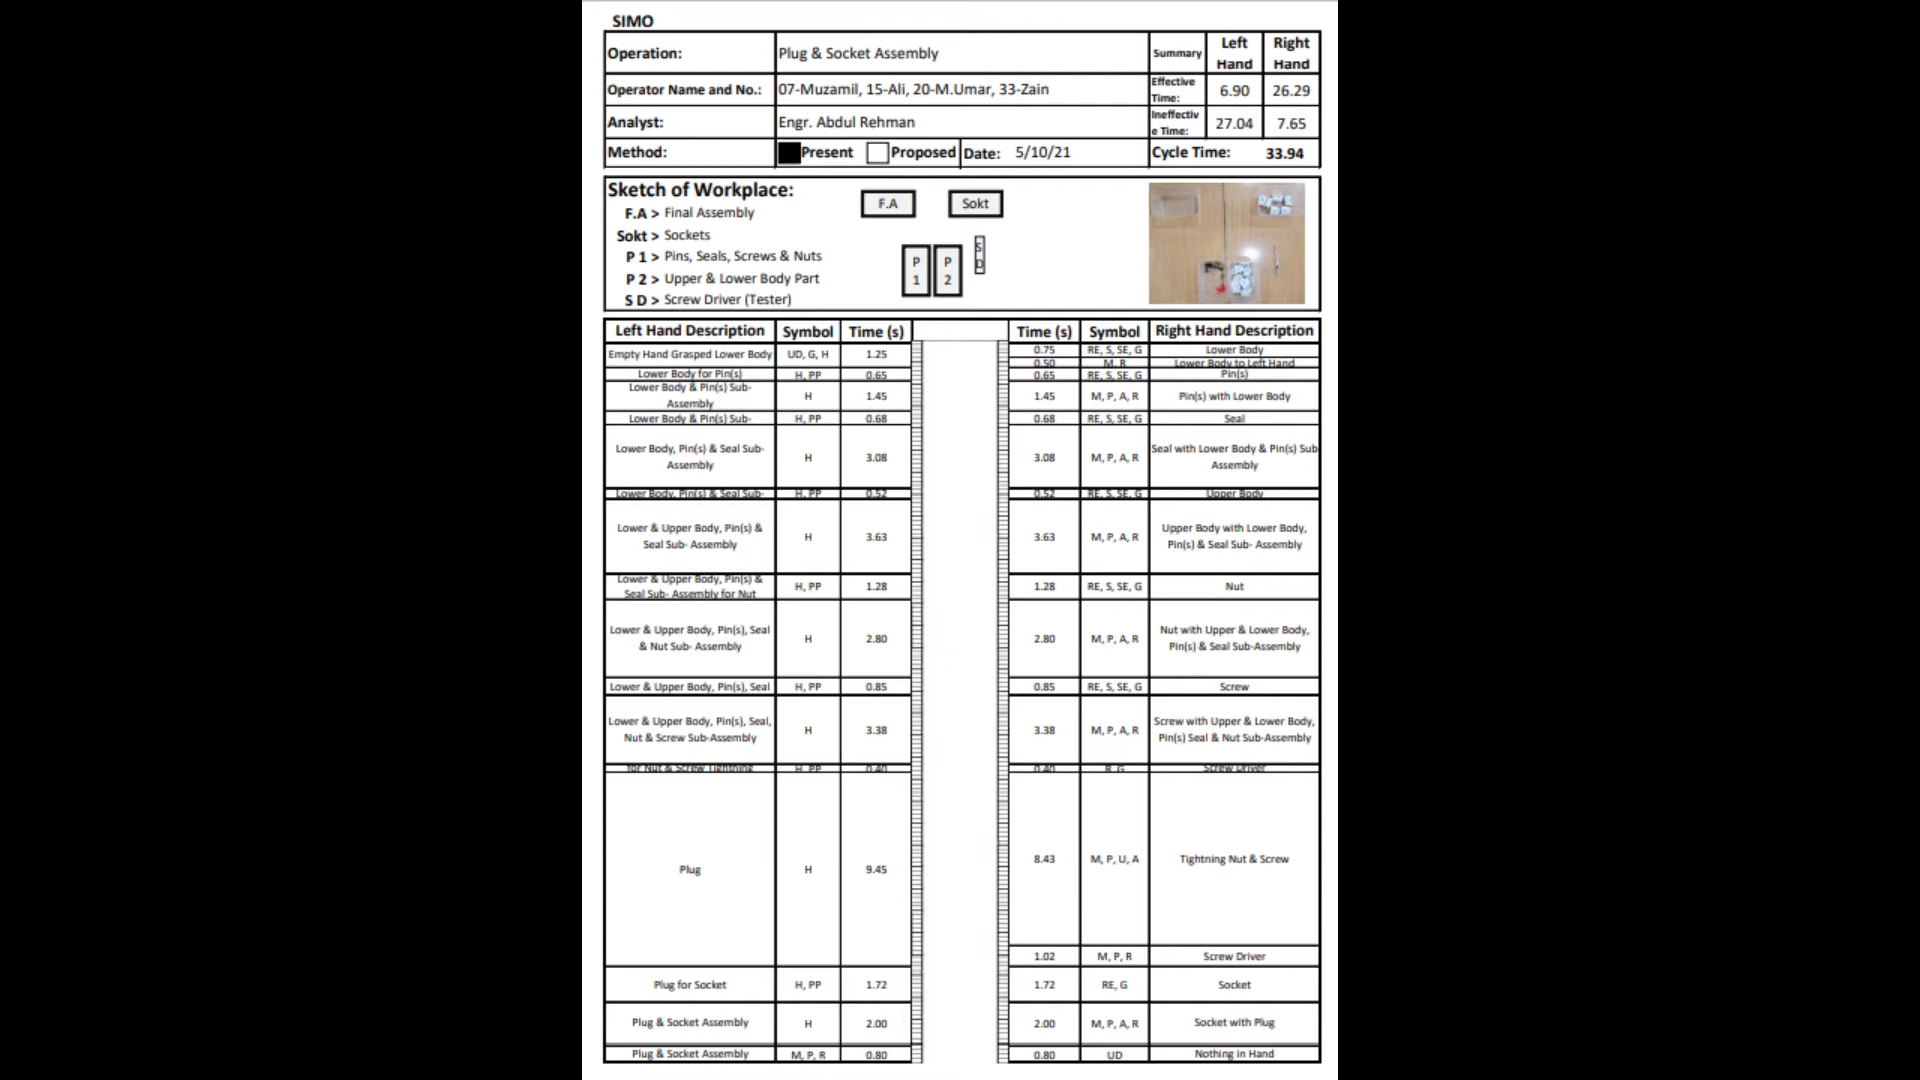 SIMO
Operation: Plug & Socket Assembly Summary Left Hand Right Hand
Operator Name and No.: 07-Muzamil, 15-Ali, 20-M.Umar, 33-Zain Effective Time: 6.90 26.29
Analyst: Engr. Abdul Rehman Ineffectiv e Time: 27.04 7.65
Method: Present Proposed Date: 5/10/21 Cycle Time: 33.94
Sketch of Workplace:
F.A > Final Assembly
Sokt > Sockets
P 1 > Pins, Seals, Screws & Nuts
P 2 > Upper & Lower Body Part
S D > Screw Driver (Tester)
F.A Sokt
P 1 P 2 S D
Left Hand Description Symbol Time (s) Time (s) Symbol Right Hand Description
Empty Hand Grasped Lower Body UD, G, H 1.25 0.75 RE, S, SE, G Lower Body
0.50 M, R Lower Body to Left Hand
Lower Body for Pin(s) H, PP 0.65 0.65 RE, S, SE, G Pin(s)
Lower Body & Pin(s) Sub- Assembly H 1.45 1.45 M, P, A, R Pin(s) with Lower Body
Lower Body & Pin(s) Sub- H, PP 0.68 0.68 RE, S, SE, G Seal
Lower Body, Pin(s) & Seal Sub- Assembly H 3.08 3.08 M, P, A, R Seal with Lower Body & Pin(s) Sub Assembly
Lower Body, Pin(s) & Seal Sub- H, PP 0.52 0.52 RE, S, SE, G Upper Body
Lower & Upper Body, Pin(s) & Seal Sub- Assembly H 3.63 3.63 M, P, A, R Upper Body with Lower Body, Pin(s) & Seal Sub- Assembly
Lower & Upper Body, Pin(s) & Seal Sub- Assembly for Nut H, PP 1.28 1.28 RE, S, SE, G Nut
Lower & Upper Body, Pin(s), Seal & Nut Sub- Assembly H 2.80 2.80 M, P, A, R Nut with Upper & Lower Body, Pin(s) & Seal Sub-Assembly
Lower & Upper Body, Pin(s), Seal H, PP 0.85 0.85 RE, S, SE, G Screw
Lower & Upper Body, Pin(s), Seal, Nut & Screw Sub-Assembly H 3.38 3.38 M, P, A, R Screw with Upper & Lower Body, Pin(s) Seal & Nut Sub-Assembly
for Nut & Screw Tightning H, PP 0.40 0.40 R, G Screw Driver
Plug H 9.45 8.43 M, P, U, A Tightning Nut & Screw
1.02 M, P, R Screw Driver
Plug for Socket H, PP 1.72 1.72 RE, G Socket
Plug & Socket Assembly H 2.00 2.00 M, P, A, R Socket with Plug
Plug & Socket Assembly M, P, R 0.80 0.80 UD Nothing in Hand